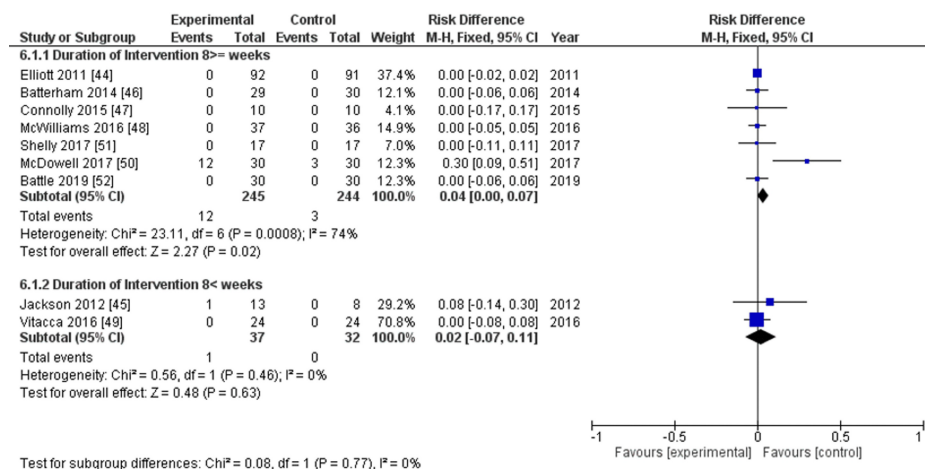 Experimental Control Risk Difference Risk Difference
Study or Subgroup Events Total Events Total Weight M-H, Fixed, 95% CI Year M-H, Fixed, 95% CI
6.1.1 Duration of Intervention 8>= weeks
Elliott 2011 [44] 0 92 0 91 37.4% 0.00 [-0.02, 0.02] 2011
Batterham 2014 [46] 0 29 0 30 12.1% 0.00 [-0.06, 0.06] 2014
Connolly 2015 [47] 0 10 0 10 4.1% 0.00 [-0.17, 0.17] 2015
McWilliams 2016 [48] 0 37 0 36 14.9% 0.00 [-0.05, 0.05] 2016
Shelly 2017 [51] 0 17 0 17 7.0% 0.00 [-0.11, 0.11] 2017
McDowell 2017 [50] 12 30 3 30 12.3% 0.30 [0.09, 0.51] 2017
Battle 2019 [52] 0 30 0 30 12.3% 0.00 [-0.06, 0.06] 2019
Subtotal (95% CI) 245 244 100.0% 0.04 [0.00, 0.07]
Total events 12 3
Heterogeneity: Chi² = 23.11, df = 6 (P = 0.0008); I² = 74%
Test for overall effect: Z = 2.27 (P = 0.02)
6.1.2 Duration of Intervention 8< weeks
Jackson 2012 [45] 1 13 0 8 29.2% 0.08 [-0.14, 0.30] 2012
Vitacca 2016 [49] 0 24 0 24 70.8% 0.00 [-0.08, 0.08] 2016
Subtotal (95% CI) 37 32 100.0% 0.02 [-0.07, 0.11]
Total events 1 0
Heterogeneity: Chi² = 0.56, df = 1 (P = 0.46); I² = 0%
Test for overall effect: Z = 0.48 (P = 0.63)
-1 -0.5 0 0.5 1
Favours [experimental] Favours [control]
Test for subgroup differences: Chi² = 0.08, df = 1 (P = 0.77), I² = 0%